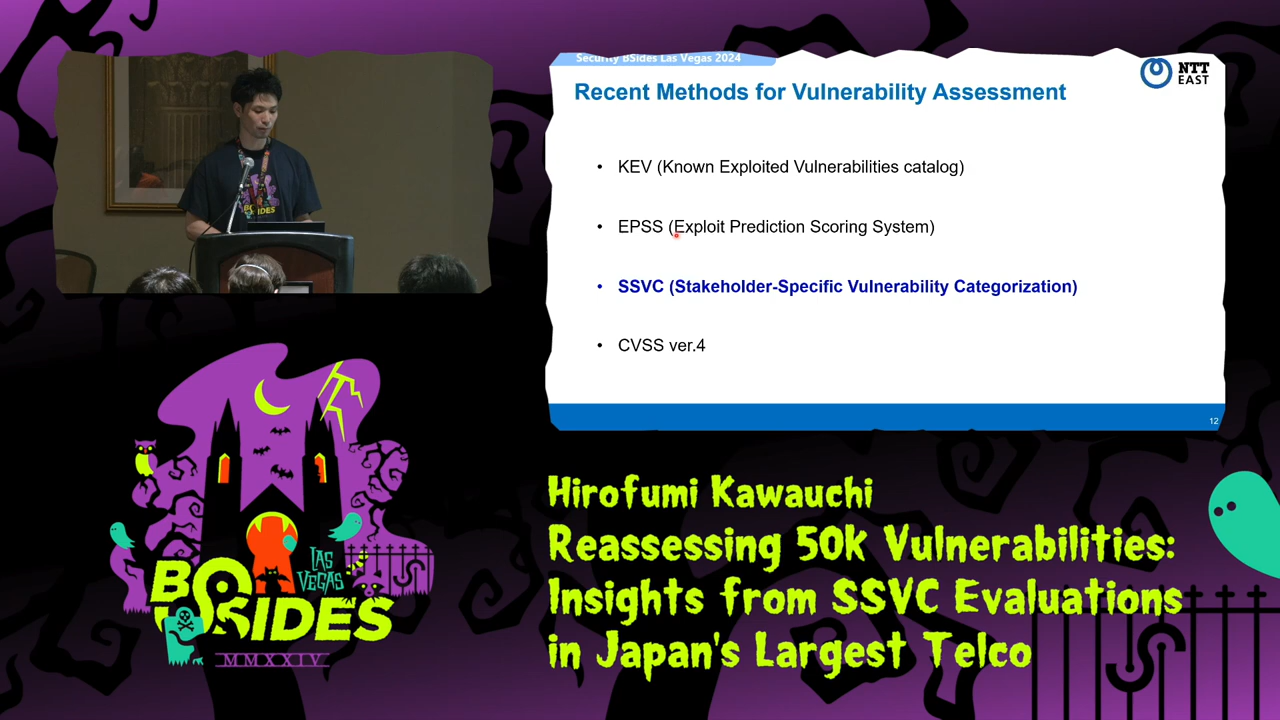 Security BSides Las Vegas 2024
NTT
EAST
Recent Methods for Vulnerability Assessment
• KEV (Known Exploited Vulnerabilities catalog)
• EPSS (Exploit Prediction Scoring System)
• SSVC (Stakeholder-Specific Vulnerability Categorization)
• CVSS ver.4
12
BSIDES
LAS
VEGAS
BSIDES
MMXXIV
Hirofumi Kawauchi
Reassessing 50k Vulnerabilities:
Insights from SSVC Evaluations
in Japan's Largest Telco